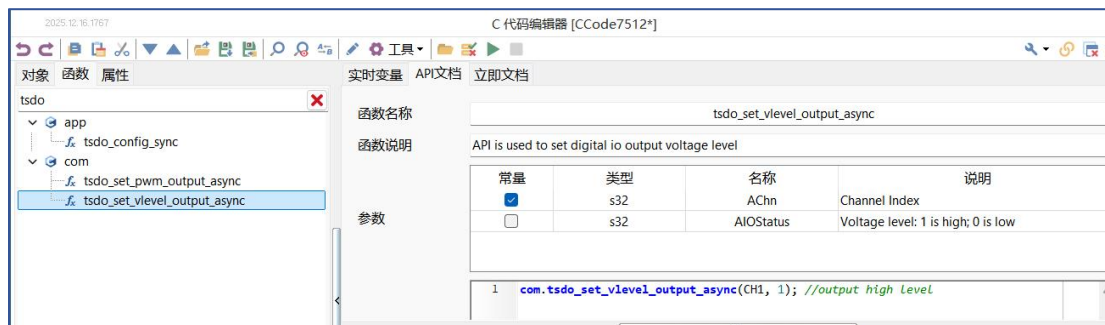 2025.12.16.1767
C 代码编辑器 [CCode7512*]
工具
对象 函数 属性
实时变量 API文档 立即文档
tsdo
app
tsdo_config_sync
com
tsdo_set_pwm_output_async
tsdo_set_vlevel_output_async
函数名称 tsdo_set_vlevel_output_async
函数说明 API is used to set digital io output voltage level
参数
常量 类型 名称 说明
s32 AChn Channel Index
s32 AIOStatus Voltage level: 1 is high; 0 is low
1 com.tsdo_set_vlevel_output_async(CH1, 1); //output high level